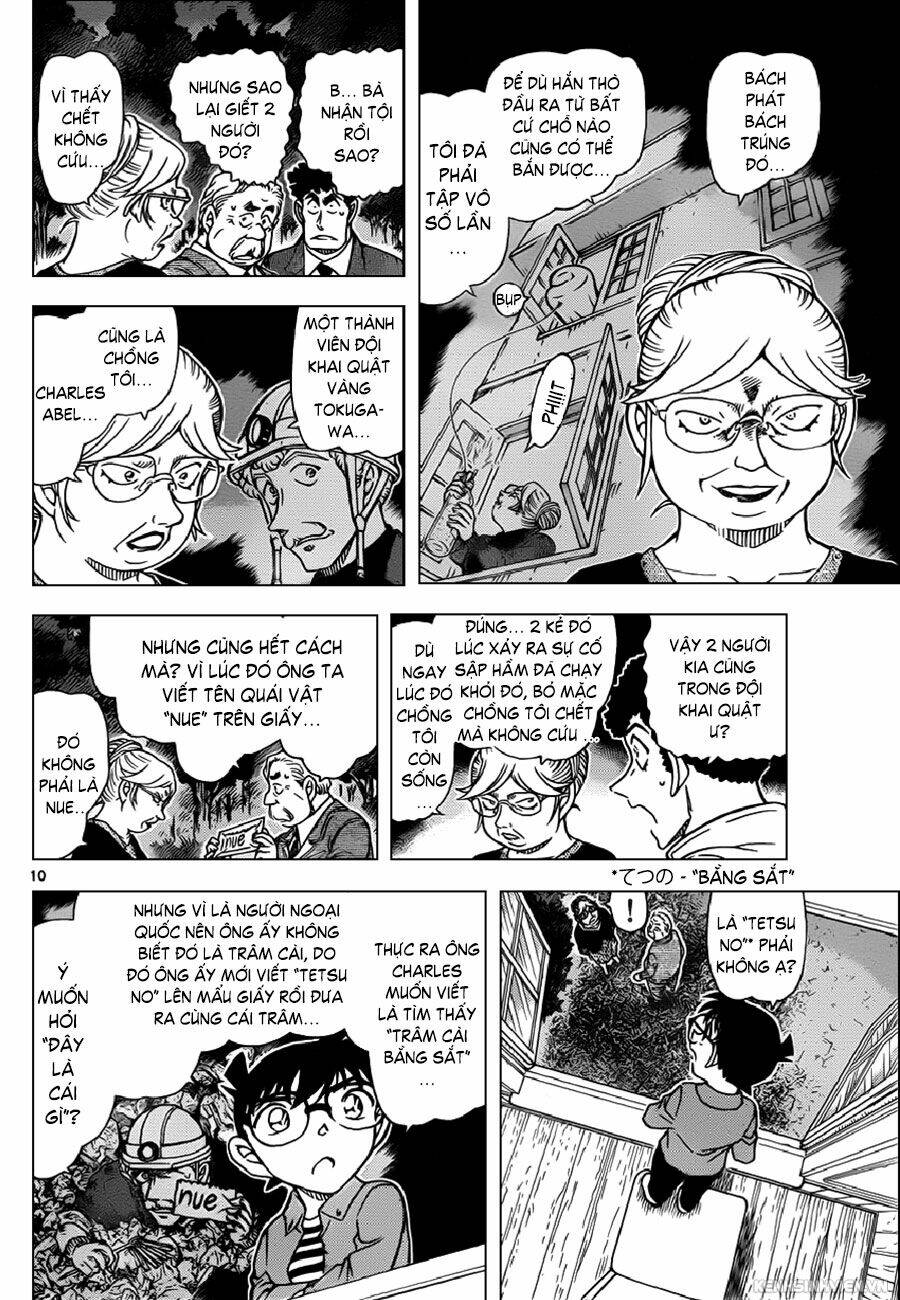 BÁCH
PHÁT
BÁCH
TRÚNG
ĐÓ...
ĐỂ DÙ HẮN THÒ
ĐẦU RA TỪ BẤT
CỨ CHỖ NÀO
CŨNG CÓ THỂ
BẮN ĐƯỢC...
TÔI ĐÃ
PHẢI
TẬP VÔ
SỐ LẦN
...
BỤP
PHIIIT
B... BÀ
NHẬN TỘI
RỒI
SAO?
NHƯNG SAO
LẠI GIẾT 2
NGƯỜI
ĐÓ?
VÌ THẤY
CHẾT
KHÔNG
CỨU...
MỘT THÀNH
VIÊN ĐỘI
KHAI QUẬT
VÀNG
TOKUGA-
WA...
CŨNG LÀ
CHỒNG
TÔI...
CHARLES
ABEL...
VẬY 2 NGƯỜI
KIA CŨNG
TRONG ĐỘI
KHAI QUẬT
Ư?
ĐÚNG... 2 KẺ ĐÓ
LÚC XẢY RA SỰ CỐ
SẬP HẦM ĐÃ CHẠY
KHỎI ĐÓ, BỎ MẶC
CHỒNG TÔI CHẾT
MÀ KHÔNG CỨU ...
DÙ
NGAY
LÚC ĐÓ
CHỒNG
TÔI
CÒN
SỐNG
...
NHƯNG CŨNG HẾT CÁCH
MÀ? VÌ LÚC ĐÓ ÔNG TA
VIẾT TÊN QUÁI VẬT
"NUE" TRÊN GIẤY...
nue
ĐÓ
KHÔNG
PHẢI LÀ
NUE...
10
*てつの - "BẰNG SẮT"
LÀ "TETSU
NO"* PHẢI
KHÔNG Ạ?
!
THỰC RA ÔNG
CHARLES
MUỐN VIẾT
LÀ TÌM THẤY
"TRÂM CÀI
BẰNG SẮT"
...
NHƯNG VÌ LÀ NGƯỜI NGOẠI
QUỐC NÊN ÔNG ẤY KHÔNG
BIẾT ĐÓ LÀ TRÂM CÀI, DO
ĐÓ ÔNG ẤY MỚI VIẾT "TETSU
NO" LÊN MẨU GIẤY RỒI ĐƯA
RA CÙNG CÁI TRÂM...
Ý
MUỐN
HỎI
"ĐÂY
LÀ
CÁI
GÌ"?
nue